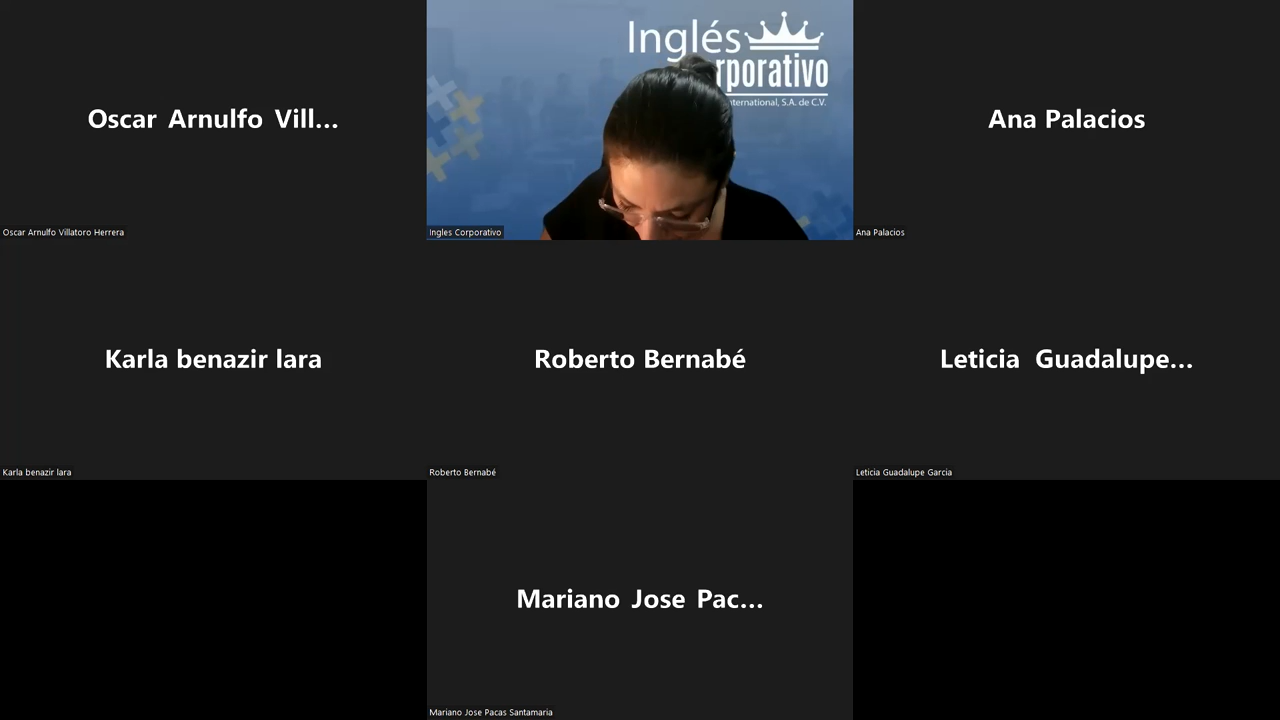 Oscar Arnulfo Vill...
Oscar Arnulfo Villatoro Herrera
Inglés
rporativo
nternational, S.A. de C.V.
Ingles Corporativo
Ana Palacios
Ana Palacios
Karla benazir lara
Karla benazir lara
Roberto Bernabé
Roberto Bernabé
Leticia Guadalupe...
Leticia Guadalupe Garcia
Mariano Jose Pac...
Mariano Jose Pacas Santamaria